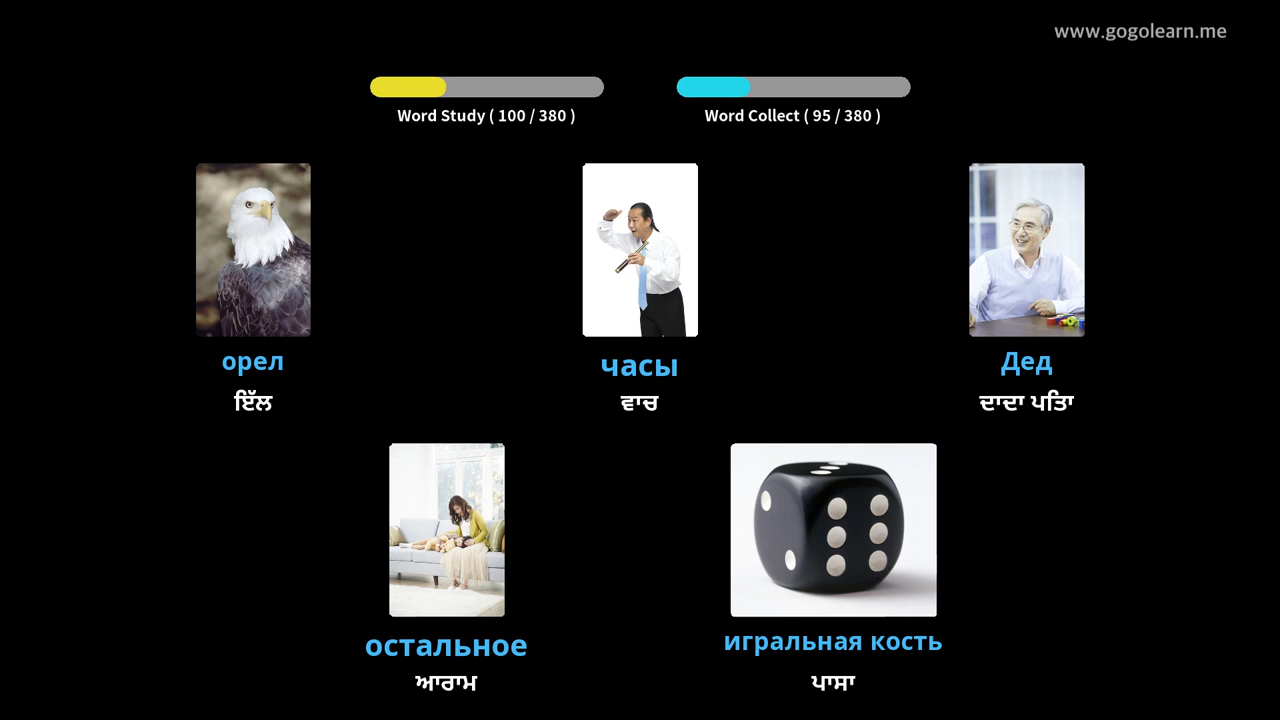 www.gogolearn.me
Word Study ( 100 / 380 )
Word Collect ( 95 / 380 )
орел
ਇੱਲ
часы
ਵਾਚ
Дед
ਦਾਦਾ ਪਤਿਾ
остальное
ਆਰਾਮ
игральная кость
ਪਾਸਾ